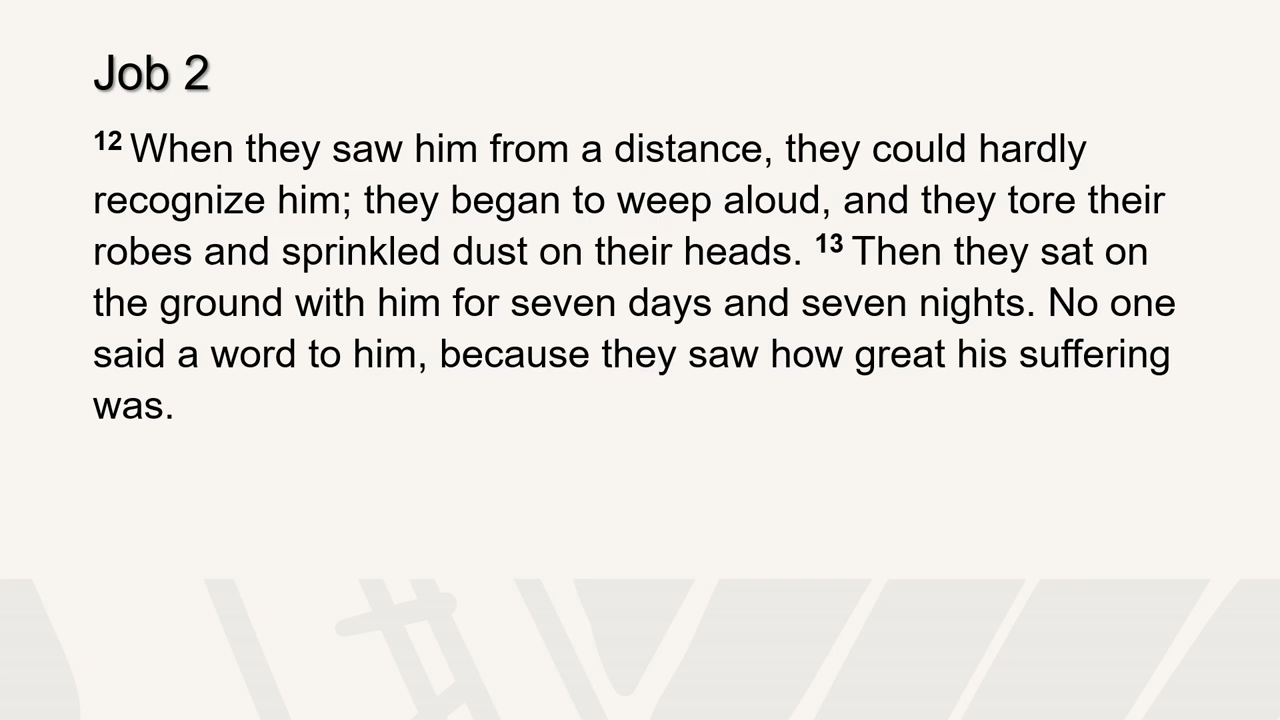 Job 2
12 When they saw him from a distance, they could hardly
recognize him; they began to weep aloud, and they tore their
robes and sprinkled dust on their heads. 13 Then they sat on
the ground with him for seven days and seven nights. No one
said a word to him, because they saw how great his suffering
was.